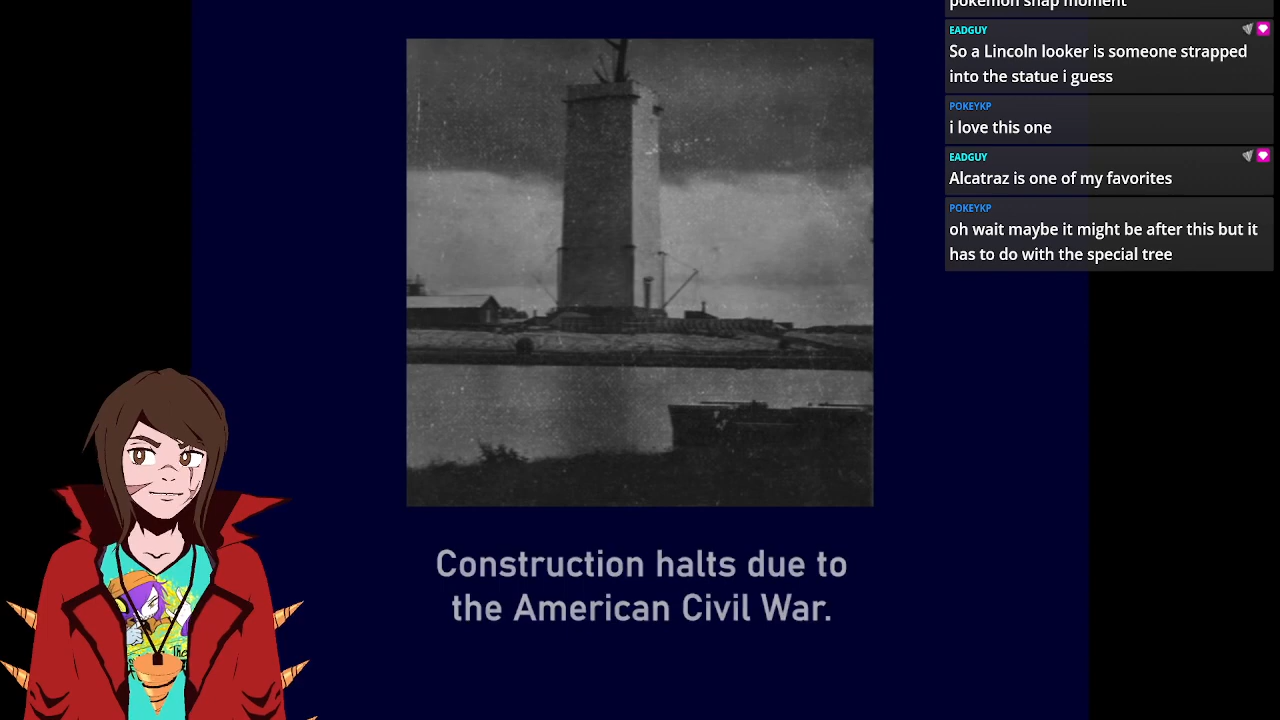 pokemon snap moment
EADGUY
So a Lincoln looker is someone strapped
into the statue i guess
POKEYKP
i love this one
EADGUY
Alcatraz is one of my favorites
POKEYKP
oh wait maybe it might be after this but it
has to do with the special tree
Construction halts due to
the American Civil War.